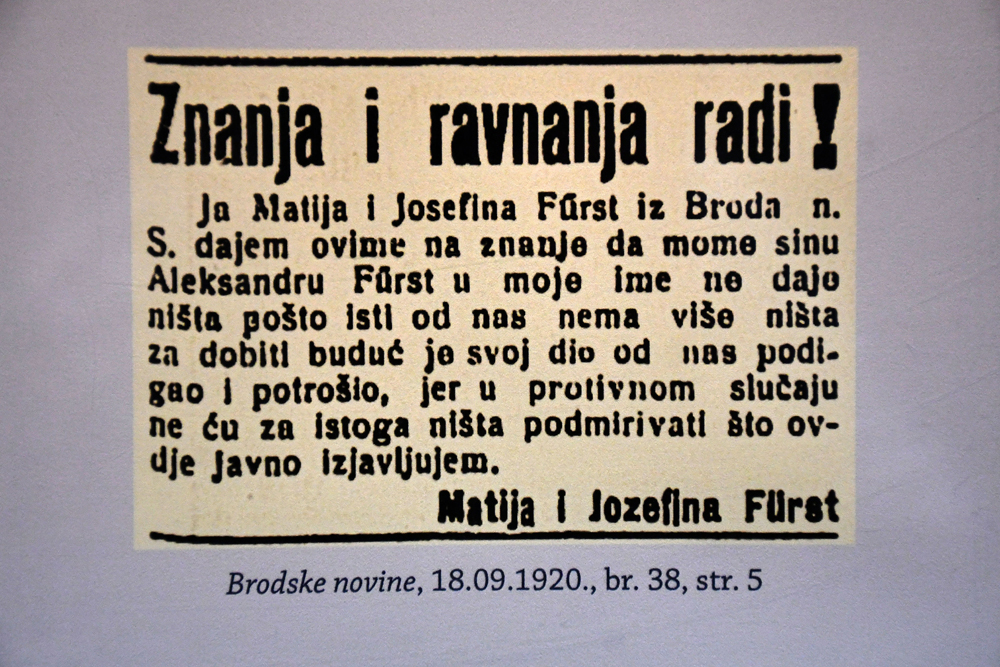 Znanja i ravnanja radi!
Ja Matija i Josefina Fürst iz Broda n.
S. dajem ovime na znanje da mome sinu
Aleksandru Fürst u moje ime ne daje
ništa pošto isti od nas nema više ništa
za dobiti buduć je svoj dio od nas podi-
gao i potrošio, jer u protivnom slučaju
ne ću za istoga ništa podmirivati što ov-
dje javno izjavljujem.
Matija i Jozefina Fürst
Brodske novine, 18.09.1920., br. 38, str. 5